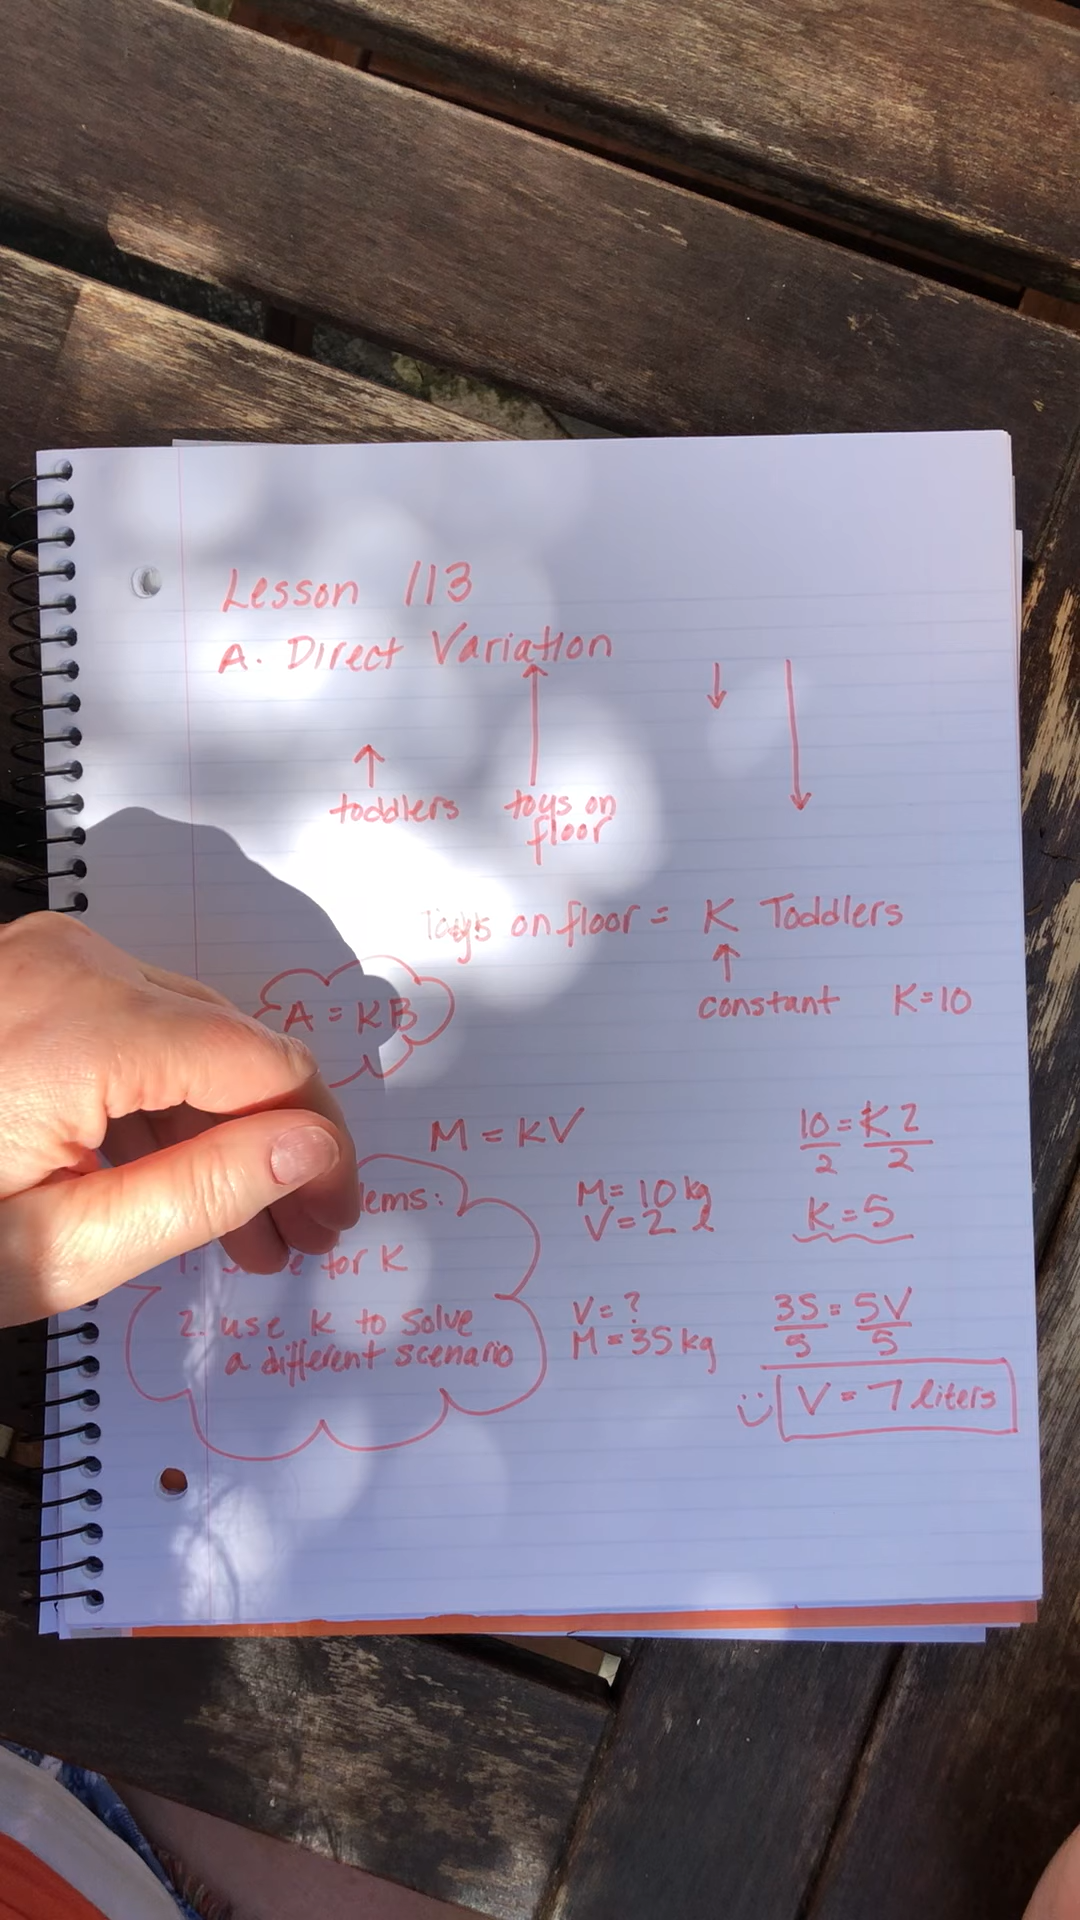 Lesson 113
A. Direct Variation
toddlers toys on
floor
Toys on floor = K Toddlers
constant K=10
A = KB
M = KV
10 = K2
2 2
M= 10 kg
V=2 l
K=5
1. for K
2. use K to solve
a different scenario
V= ?
M=35 kg
35 = 5V
5 5
V = 7 liters